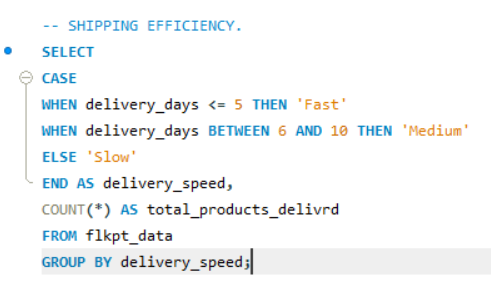 -- SHIPPING EFFICIENCY.
SELECT
CASE
WHEN delivery_days <= 5 THEN 'Fast'
WHEN delivery_days BETWEEN 6 AND 10 THEN 'Medium'
ELSE 'Slow'
END AS delivery_speed,
COUNT(*) AS total_products_delivrd
FROM flkpt_data
GROUP BY delivery_speed;